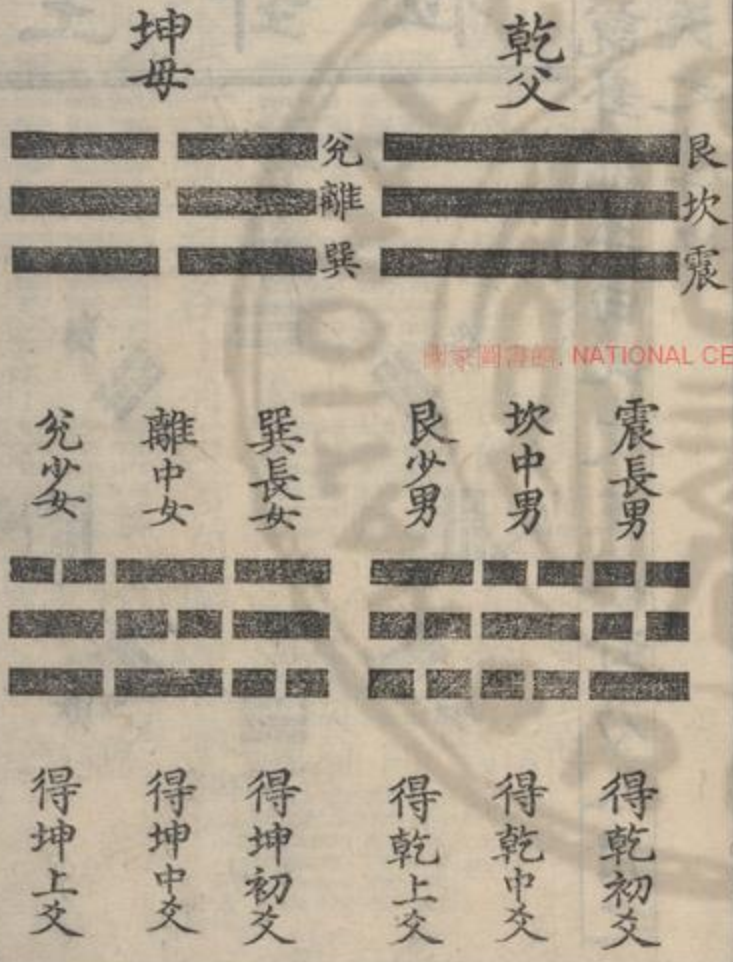 乾父
艮
坎
震
坤母
兊
離
巽
國家圖書館, NATIONAL CE
震長男
坎中男
艮少男
巽長女
離中女
兊少女
得乾初爻
得乾中爻
得乾上爻
得坤初爻
得坤中爻
得坤上爻